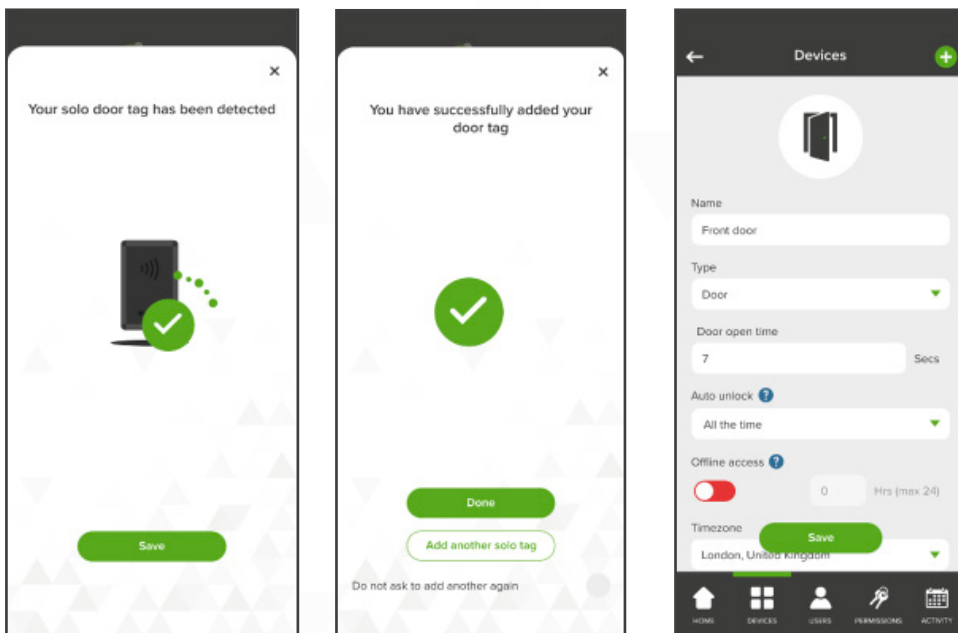 Your solo door tag has been detected
Save
You have successfully added your
door tag
Done
Add another solo tag
Do not ask to add another again
Devices
Name
Front door
Type
Door
Door open time
7 Secs
Auto unlock ?
All the time
Offline access ?
0 Hrs (max 24)
Timezone
Save
London, United Kingdom
HOME DEVICES USERS PERMISSIONS ACTIVITY